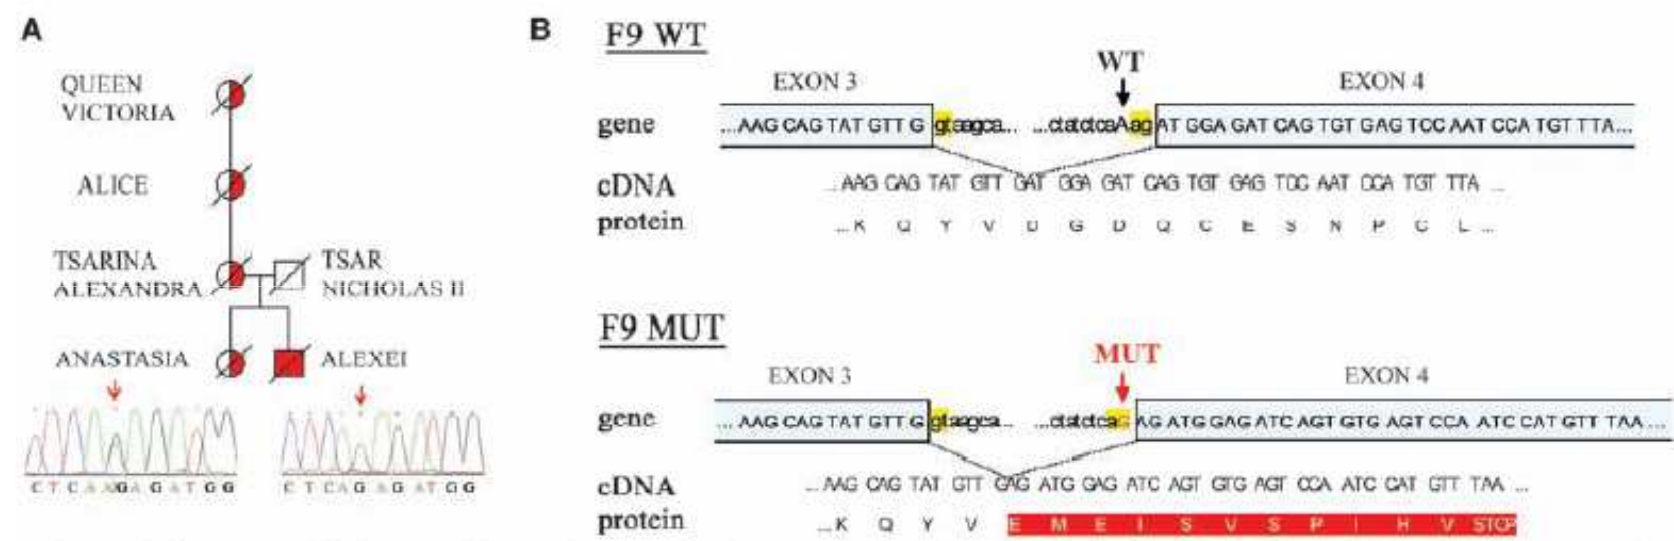 A
QUEEN
VICTORIA
ALICE
TSARINA
ALEXANDRA
TSAR
NICHOLAS II
ANASTASIA
ALEXEI
C T C A A G A G A T G G
C T C A G A G A T G G
B
F9 WT
WT
EXON 3
EXON 4
gene
...AAG CAG TAT GTT G gtaagca... ...ctatctcaAag AT GGA GAT CAG TGT GAG TCC AAT CCA TGT TTA...
cDNA
... AAG CAG TAT GTT GAT GGA GAT CAG TGT GAG TCC AAT CCA TGT TTA ...
protein
... K Q Y V D G D Q C E S N P C L ...
F9 MUT
MUT
EXON 3
EXON 4
gene
... AAG CAG TAT GTT G gtaagca... ...ctatctcaG AG ATG GAG ATC AGT GTG AGT CCA ATC CAT GTT TAA ...
cDNA
... AAG CAG TAT GTT GAG ATG GAG ATC AGT GTG AGT CCA ATC CAT GTT TAA ...
protein
...K Q Y V E M E I S V S P I H V STOP